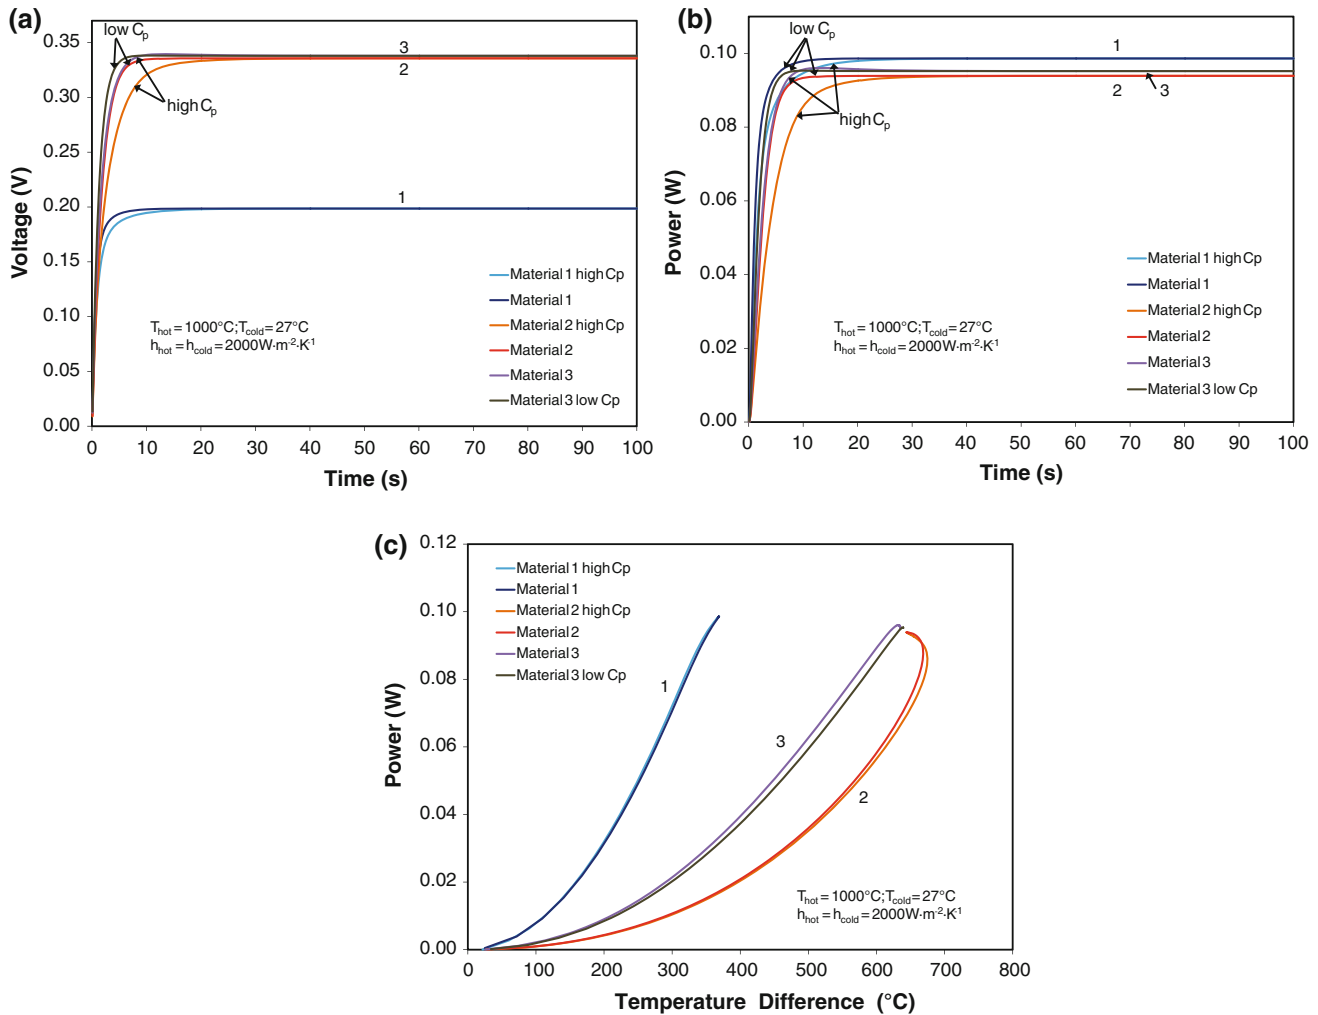 (a)
0.35
0.30
0.25
0.20
0.15
0.10
0.05
0.00
Voltage (V)
low Cp
high Cp
3
2
1
Material 1 high Cp
Material 1
Material 2 high Cp
Material 2
Material 3
Material 3 low Cp
Thot = 1000°C; Tcold = 27°C
hhot = hcold = 2000W·m-2·K1
0 10 20 30 40 50 60 70 80 90 100
Time (s)
(b)
0.10
0.08
0.06
0.04
0.02
0.00
Power (W)
low Cp
high Cp
1
2 3
Material 1 high Cp
Material 1
Material 2 high Cp
Material 2
Material 3
Material 3 low Cp
Thot = 1000°C; Tcold = 27°C
hhot = hcold = 2000W·m-2·K1
0 10 20 30 40 50 60 70 80 90 100
Time (s)
(c)
0.12
0.10
0.08
0.06
0.04
0.02
0.00
Power (W)
Material 1 high Cp
Material 1
Material 2 high Cp
Material 2
Material 3
Material 3 low Cp
1
3
2
Thot = 1000°C; Tcold = 27°C
hhot = hcold = 2000W·m-2·K1
0 100 200 300 400 500 600 700 800
Temperature Difference (°C)